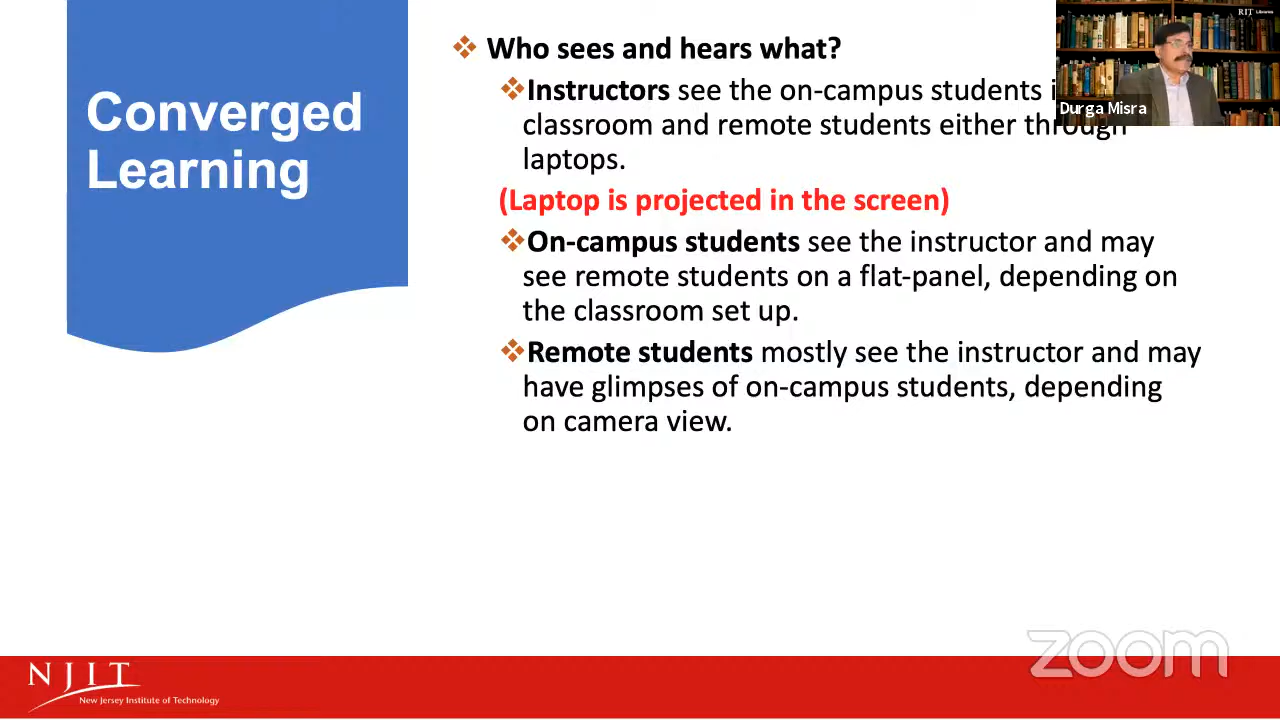 Converged
Learning
❖ Who sees and hears what?
❖Instructors see the on-campus students
classroom and remote students either through
laptops.
(Laptop is projected in the screen)
❖On-campus students see the instructor and may
see remote students on a flat-panel, depending on
the classroom set up.
❖Remote students mostly see the instructor and may
have glimpses of on-campus students, depending
on camera view.
RIT Libraries
Durga Misra
zoom
NJIT
New Jersey Institute of Technology